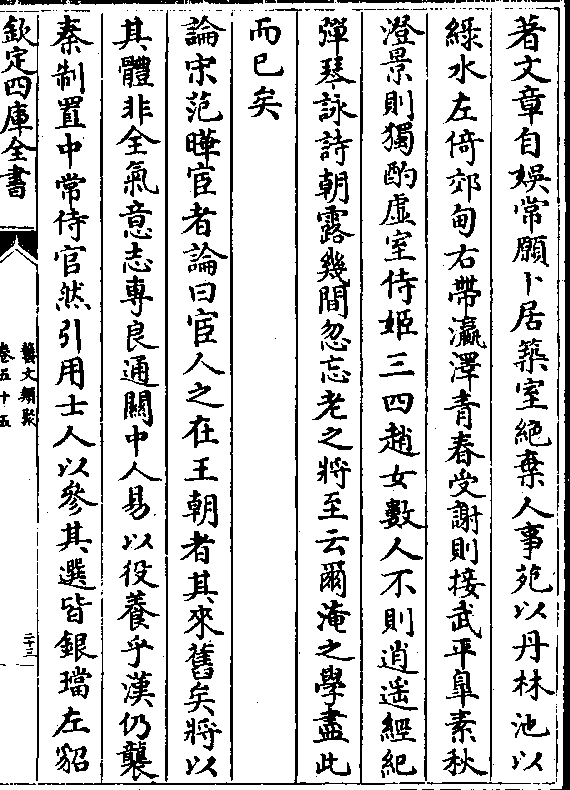 著文章自娛常願卜居築室絶棄人事苑以丹林池以
綠水左倚郊甸右帶瀛澤青春受謝則接武平臯素秋
澄景則獨酌虛室侍姬三四趙女數人不則逍遥經紀
彈琴詠詩朝露幾間忽忘老之將至云爾淹之學盡此
而已矣
論宋范曄宦者論曰宦人之在王朝者其來舊矣將以
其體非全氣意志專良通關中人易以役養乎漢仍襲
秦制置中常侍官然引用士人以參其選皆銀璫左貂
欽定四庫全書
藝文類聚
卷五十五
二十三